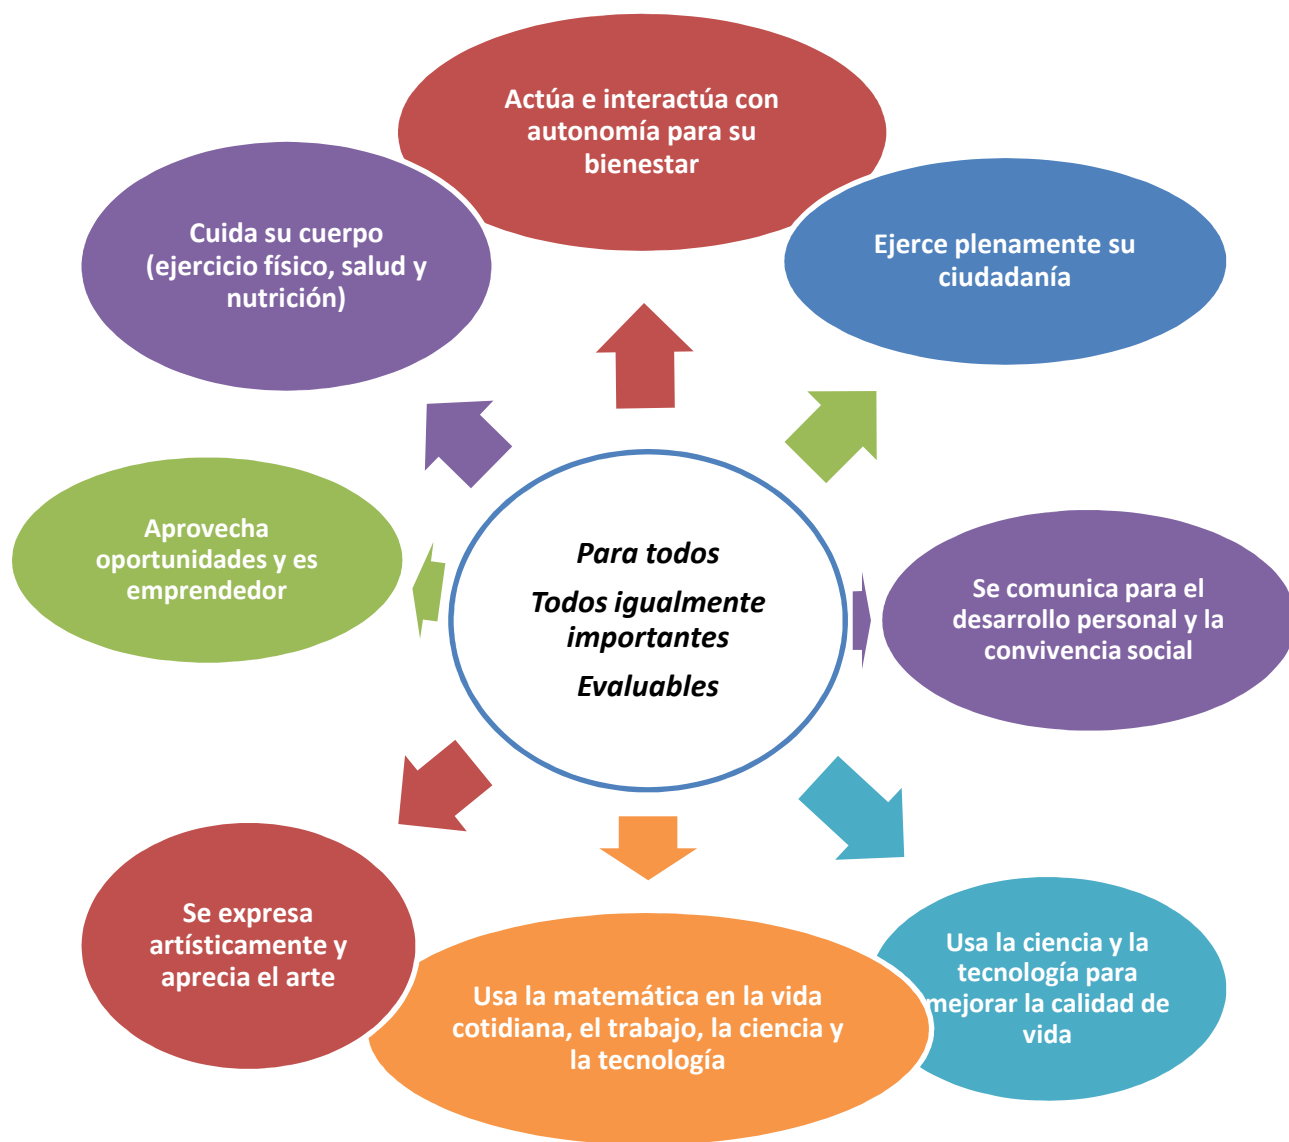 Actúa e interactúa con
autonomía para su
bienestar
Ejerce plenamente su
ciudadanía
Se comunica para el
desarrollo personal y la
convivencia social
Usa la ciencia y la
tecnología para
mejorar la calidad de
vida
Usa la matemática en la vida
cotidiana, el trabajo, la ciencia y
la tecnología
Se expresa
artísticamente y
aprecia el arte
Aprovecha
oportunidades y es
emprendedor
Cuida su cuerpo
(ejercicio físico, salud y
nutrición)
Para todos
Todos igualmente
importantes
Evaluables